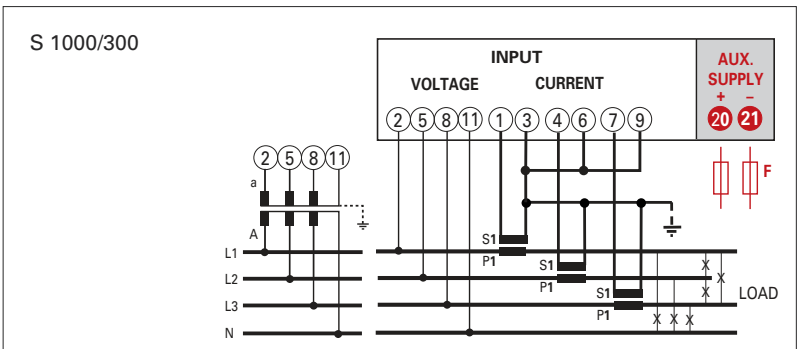 S 1000/300
INPUT
AUX.
SUPPLY
VOLTAGE CURRENT
+ –
2 5 8 11 1 3 4 6 7 9 20 21
2 5 8 11
F
a
A
S1
L1
P1
S1
L2
P1
S1
LOAD
L3
P1
N
X
X
X
X X X